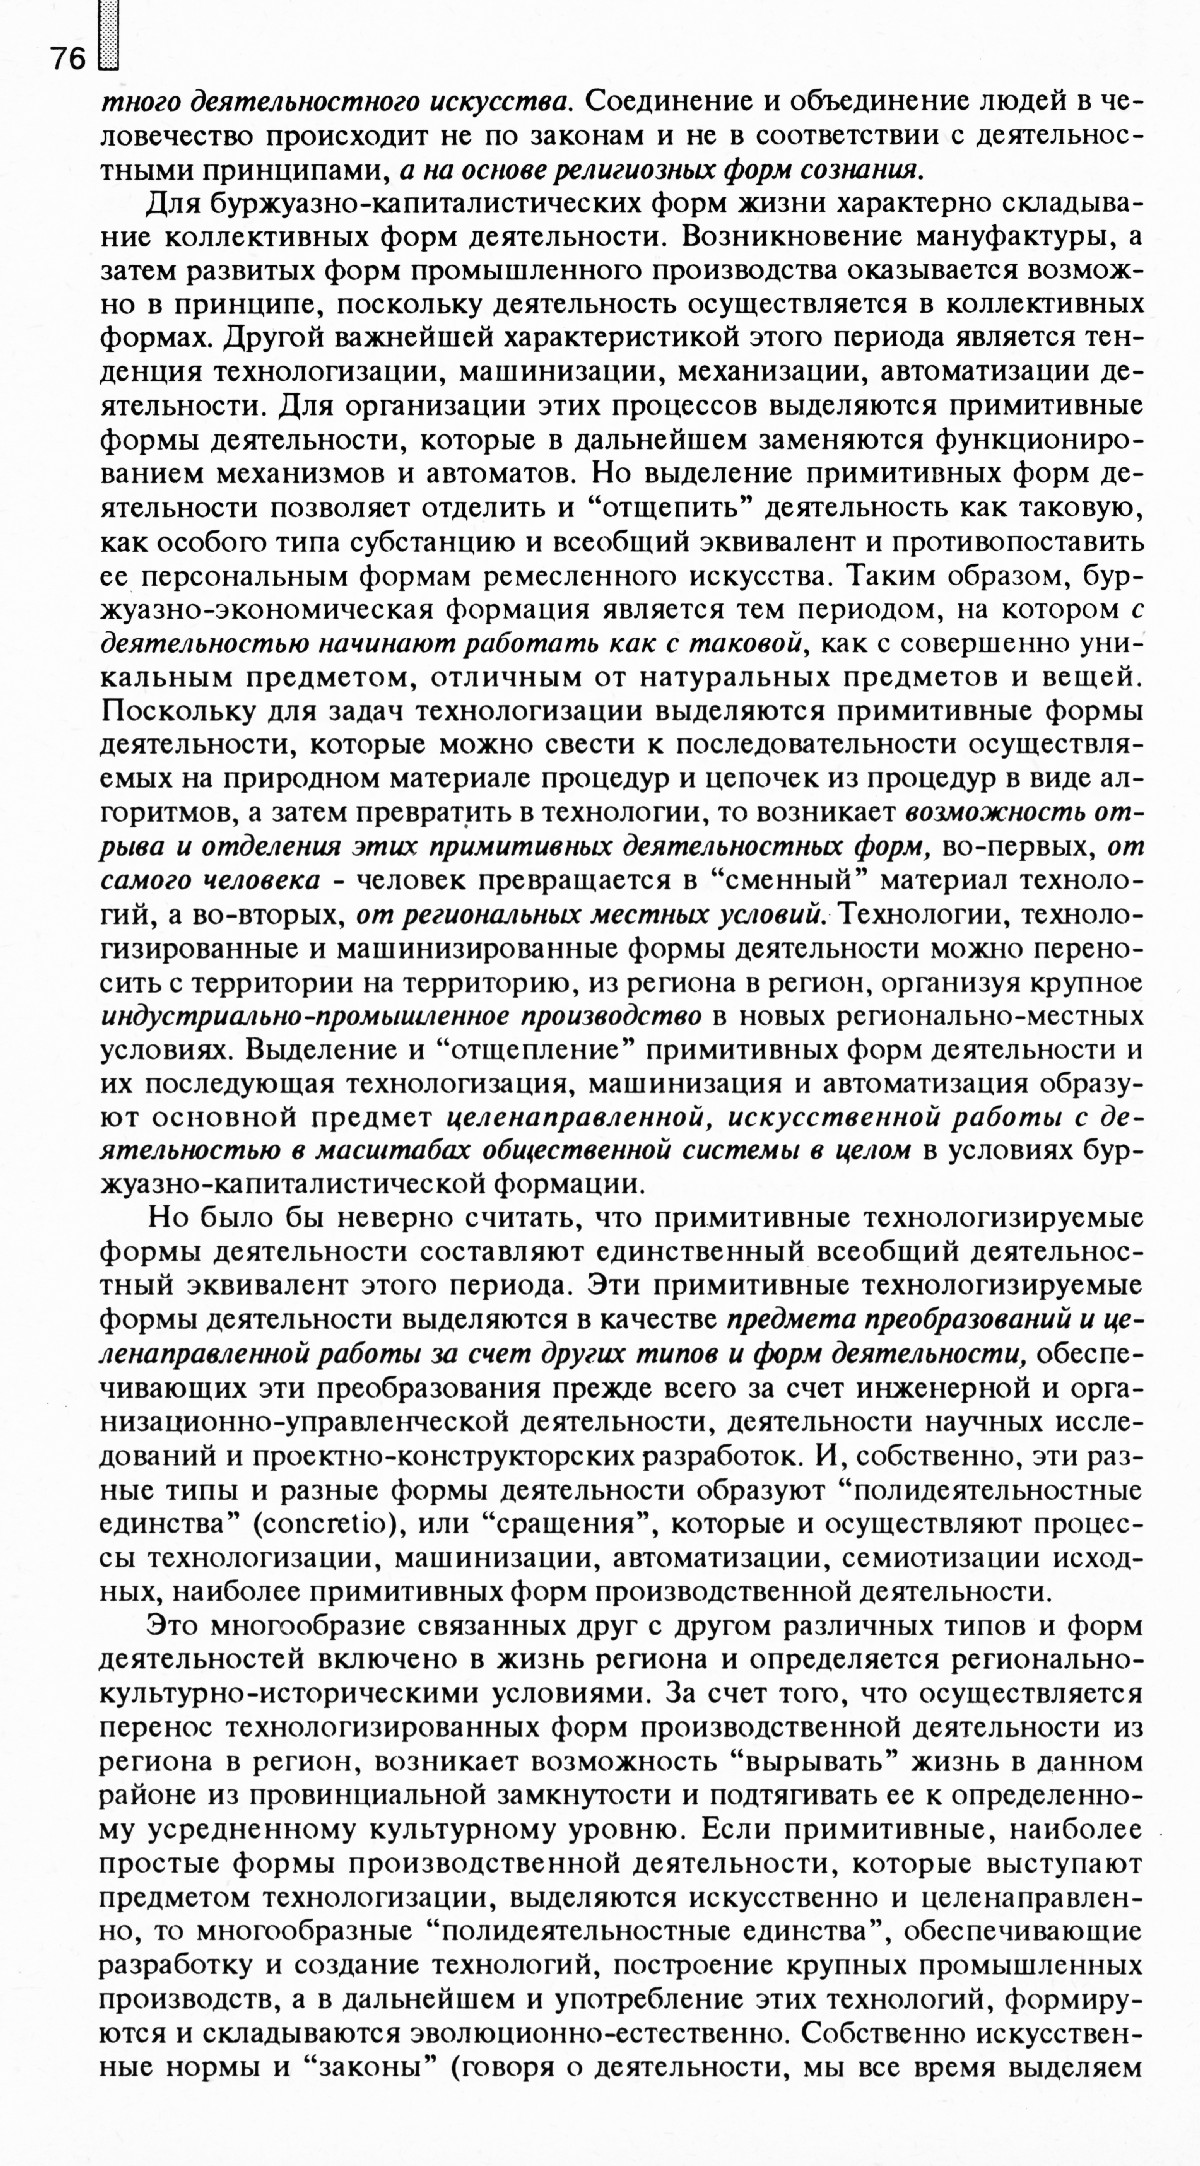 76
тного деятельностного искусства. Соединение и объединение людей в че-
ловечество происходит не по законам и не в соответствии с деятельнос-
тными принципами, а на основе религиозных форм сознания.
Для буржуазно-капиталистических форм жизни характерно складыва-
ние коллективных форм деятельности. Возникновение мануфактуры, а
затем развитых форм промышленного производства оказывается возмож-
но в принципе, поскольку деятельность осуществляется в коллективных
формах. Другой важнейшей характеристикой этого периода является тен-
денция технологизации, машинизации, механизации, автоматизации де-
ятельности. Для организации этих процессов выделяются примитивные
формы деятельности, которые в дальнейшем заменяются функциониро-
ванием механизмов и автоматов. Но выделение примитивных форм де-
ятельности позволяет отделить и “отщепить” деятельность как таковую,
как особого типа субстанцию и всеобщий эквивалент и противопоставить
ее персональным формам ремесленного искусства. Таким образом, бур-
жуазно-экономическая формация является тем периодом, на котором с
деятельностью начинают работать как с таковой, как с совершенно уни-
кальным предметом, отличным от натуральных предметов и вещей.
Поскольку для задач технологизации выделяются примитивные формы
деятельности, которые можно свести к последовательности осуществля-
емых на природном материале процедур и цепочек из процедур в виде ал-
горитмов, а затем превратить в технологии, то возникает возможность от-
рыва и отделения этих примитивных деятельностных форм, во-первых, от
самого человека - человек превращается в “сменный” материал техноло-
гий, а во-вторых, от региональных местных условий. Технологии, техноло-
гизированные и машинизированные формы деятельности можно перено-
сить с территории на территорию, из региона в регион, организуя крупное
индустриально-промышленное производство в новых регионально-местных
условиях. Выделение и “отщепление” примитивных форм деятельности и
их последующая технологизация, машинизация и автоматизация образу-
ют основной предмет целенаправленной, искусственной работы с де-
ятельностью в масштабах общественной системы в целом в условиях бур-
жуазно-капиталистической формации.
Но было бы неверно считать, что примитивные технологизируемые
формы деятельности составляют единственный всеобщий деятельнос-
тный эквивалент этого периода. Эти примитивные технологизируемые
формы деятельности выделяются в качестве предмета преобразований и це-
ленаправленной работы за счет других типов и форм деятельности, обеспе-
чивающих эти преобразования прежде всего за счет инженерной и орга-
низационно-управленческой деятельности, деятельности научных иссле-
дований и проектно-конструкторских разработок. И, собственно, эти раз-
ные типы и разные формы деятельности образуют “полидеятельностные
единства” (concretio), или “сращения”, которые и осуществляют процес-
сы технологизации, машинизации, автоматизации, семиотизации исход-
ных, наиболее примитивных форм производственной деятельности.
Это многообразие связанных друг с другом различных типов и форм
деятельностей включено в жизнь региона и определяется регионально-
культурно-историческими условиями. За счет того, что осуществляется
перенос технологизированных форм производственной деятельности из
региона в регион, возникает возможность “вырывать” жизнь в данном
районе из провинциальной замкнутости и подтягивать ее к определенно-
му усредненному культурному уровню. Если примитивные, наиболее
простые формы производственной деятельности, которые выступают
предметом технологизации, выделяются искусственно и целенаправлен-
но, то многообразные “полидеятельностные единства”, обеспечивающие
разработку и создание технологий, построение крупных промышленных
производств, а в дальнейшем и употребление этих технологий, формиру-
ются и складываются эволюционно-естественно. Собственно искусствен-
ные нормы и “законы” (говоря о деятельности, мы все время выделяем